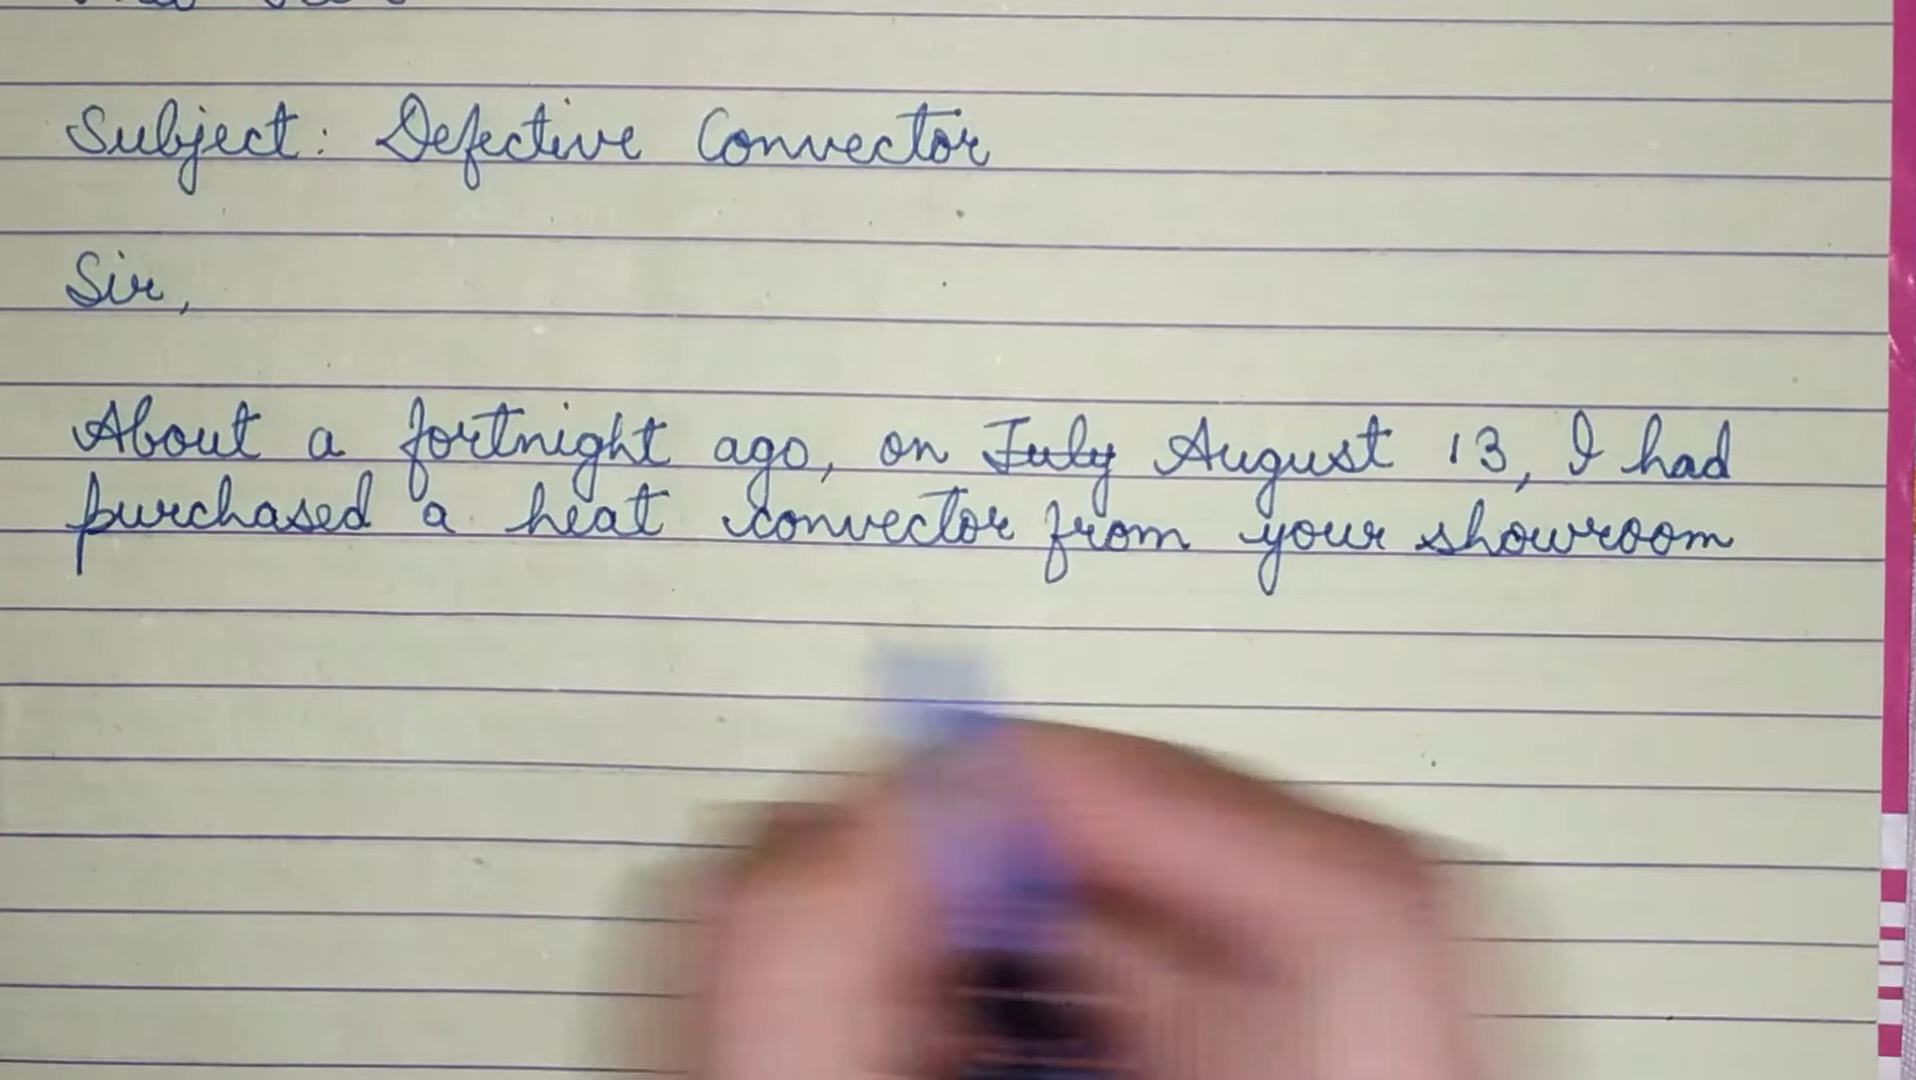 Subject: Defective Convector
Sir,
About a fortnight ago, on July August 13, I had
purchased a heat convector from your showroom